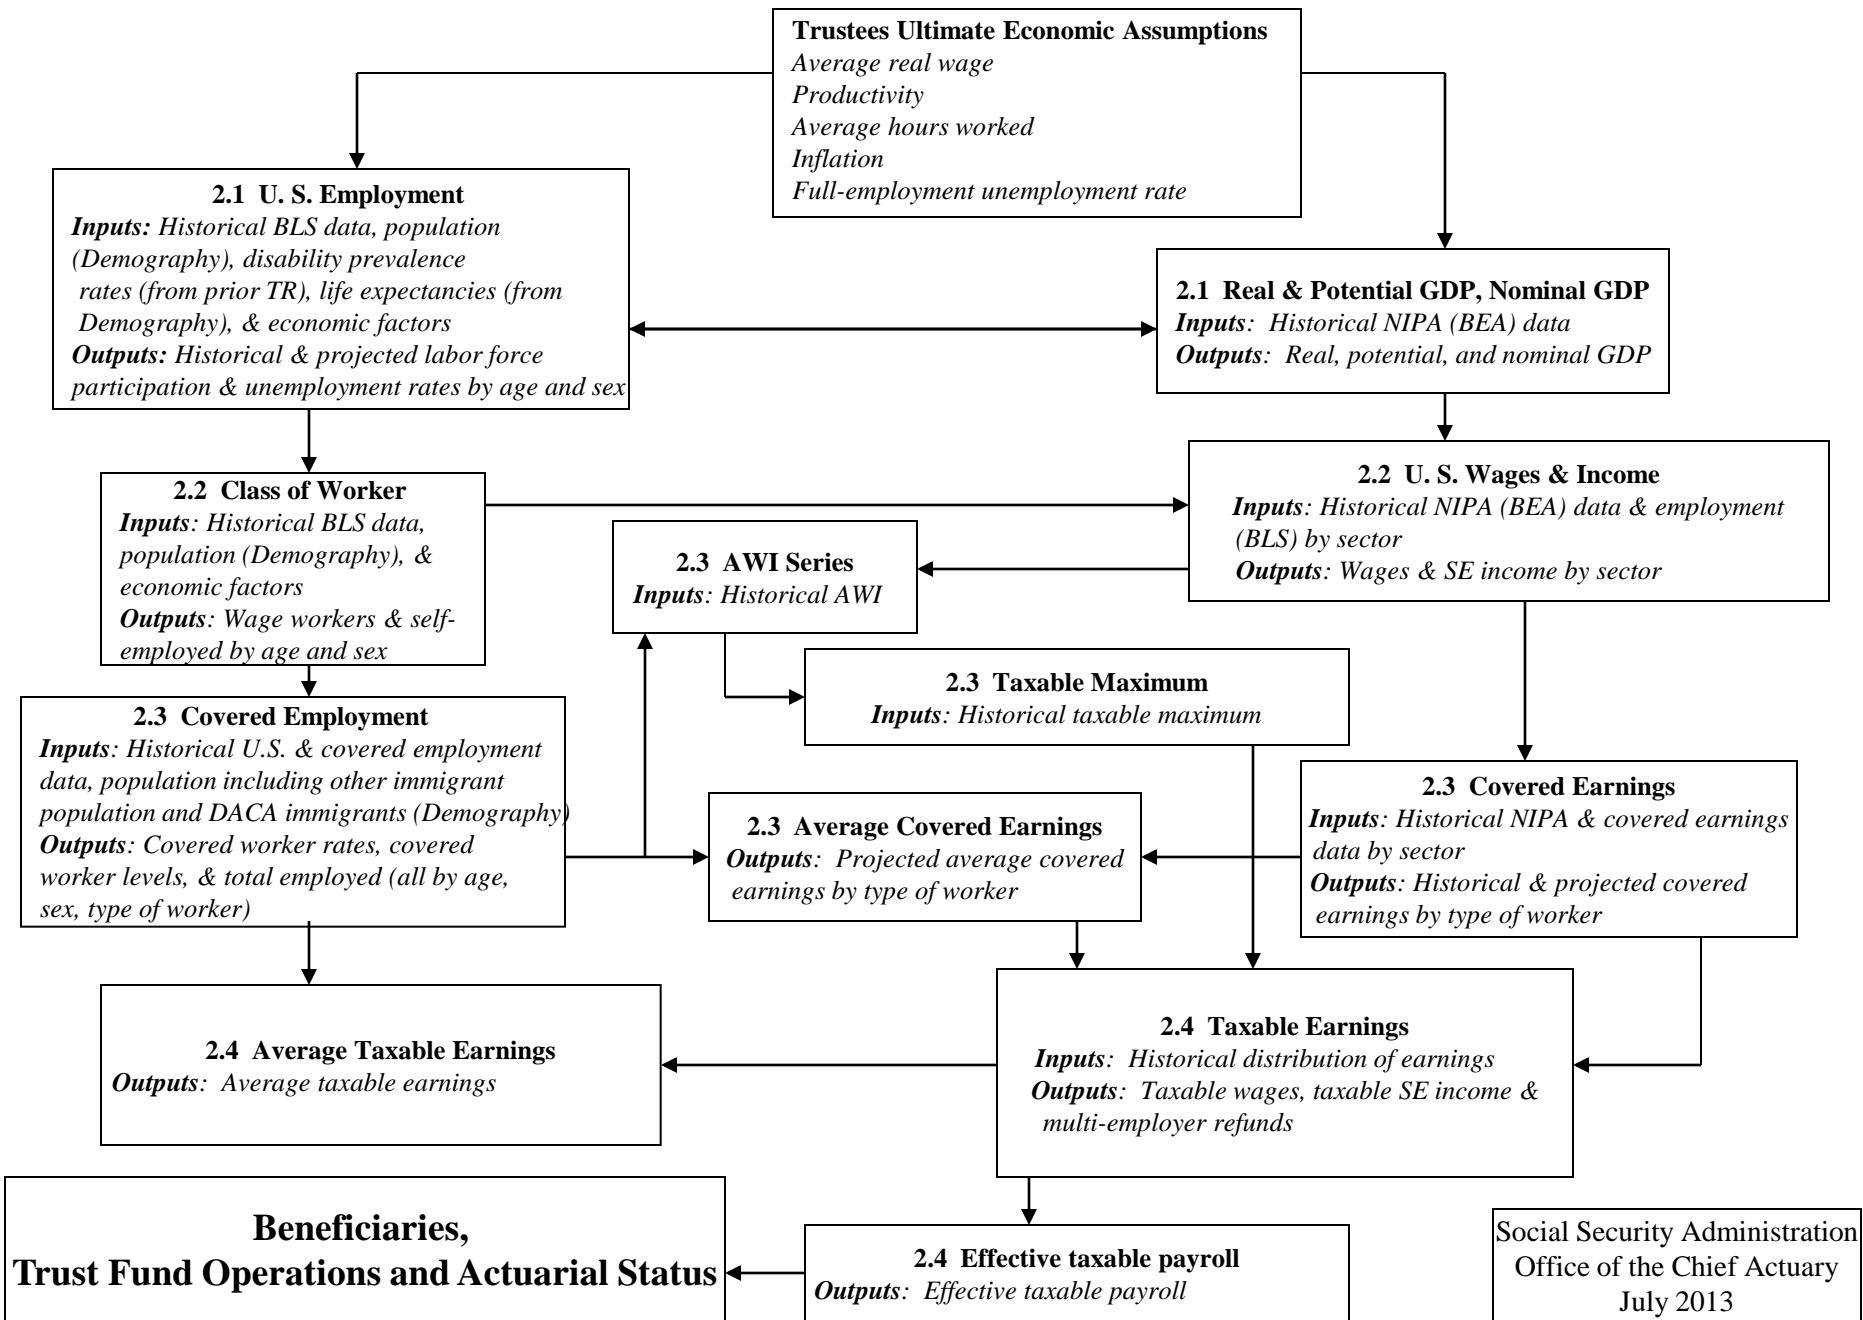 Trustees Ultimate Economic Assumptions
Average real wage
Productivity
Average hours worked
Inflation
Full-employment unemployment rate
2.1 U. S. Employment
Inputs: Historical BLS data, population
(Demography), disability prevalence
rates (from prior TR), life expectancies (from
Demography), & economic factors
Outputs: Historical & projected labor force
participation & unemployment rates by age and sex
2.1 Real & Potential GDP, Nominal GDP
Inputs: Historical NIPA (BEA) data
Outputs: Real, potential, and nominal GDP
2.2 Class of Worker
Inputs: Historical BLS data,
population (Demography), &
economic factors
Outputs: Wage workers & self-
employed by age and sex
2.2 U. S. Wages & Income
Inputs: Historical NIPA (BEA) data & employment
(BLS) by sector
Outputs: Wages & SE income by sector
2.3 AWI Series
Inputs: Historical AWI
2.3 Taxable Maximum
Inputs: Historical taxable maximum
2.3 Covered Employment
Inputs: Historical U.S. & covered employment
data, population including other immigrant
population and DACA immigrants (Demography)
Outputs: Covered worker rates, covered
worker levels, & total employed (all by age,
sex, type of worker)
2.3 Average Covered Earnings
Outputs: Projected average covered
earnings by type of worker
2.3 Covered Earnings
Inputs: Historical NIPA & covered earnings
data by sector
Outputs: Historical & projected covered
earnings by type of worker
2.4 Average Taxable Earnings
Outputs: Average taxable earnings
2.4 Taxable Earnings
Inputs: Historical distribution of earnings
Outputs: Taxable wages, taxable SE income &
multi-employer refunds
Beneficiaries,
Trust Fund Operations and Actuarial Status
2.4 Effective taxable payroll
Outputs: Effective taxable payroll
Social Security Administration
Office of the Chief Actuary
July 2013